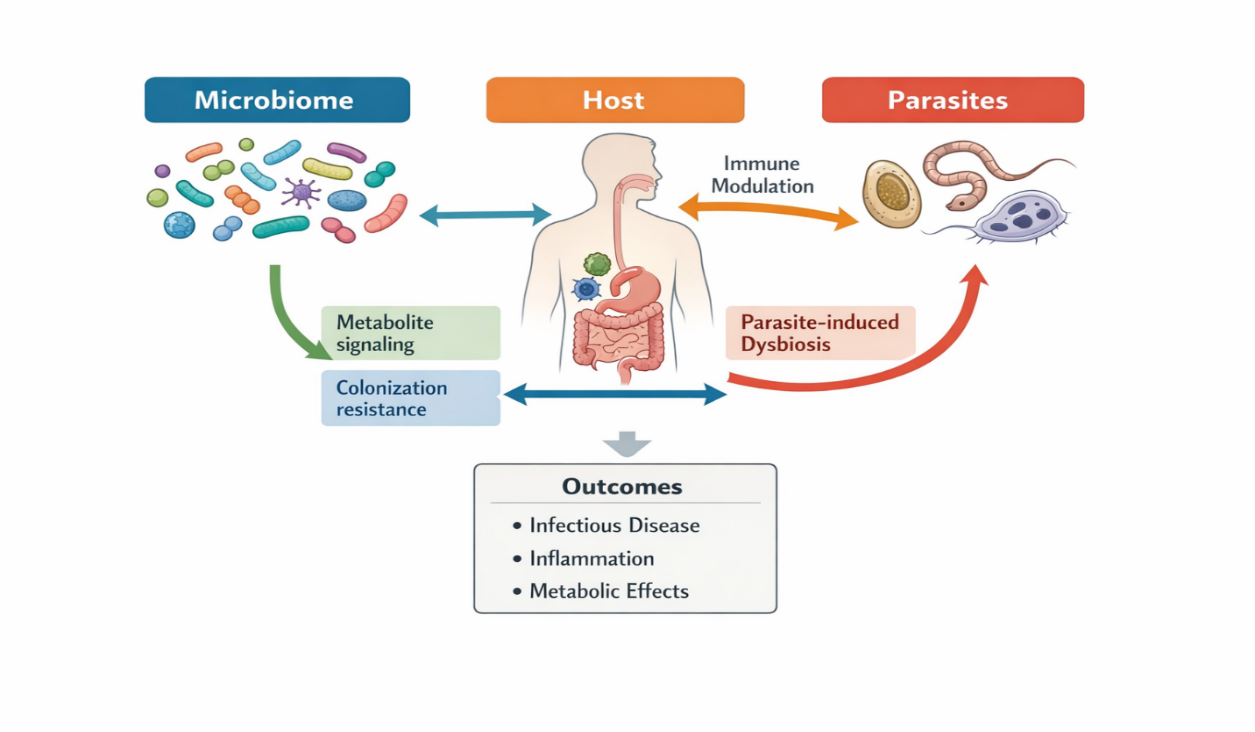 Microbiome
Host
Parasites
Immune
Modulation
Metabolite
signaling
Parasite-induced
Dysbiosis
Colonization
resistance
Outcomes
• Infectious Disease
• Inflammation
• Metabolic Effects